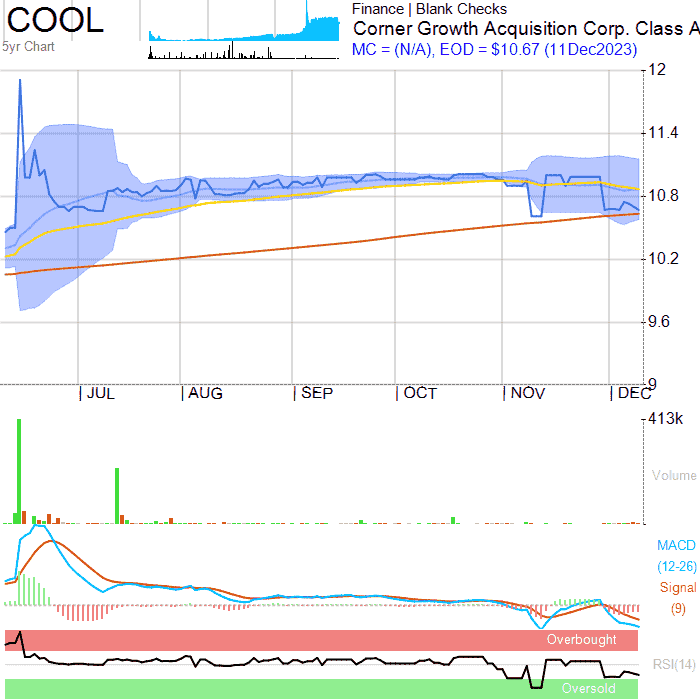 COOL
5yr Chart
Finance | Blank Checks
Corner Growth Acquisition Corp. Class A
MC = (N/A), EOD = $10.67 (11Dec2023)
12
11.4
10.8
10.2
9.6
9
JUL
AUG
SEP
OCT
NOV
DEC
413k
Volume
MACD
(12-26)
Signal
(9)
Overbought
RSI(14)
Oversold